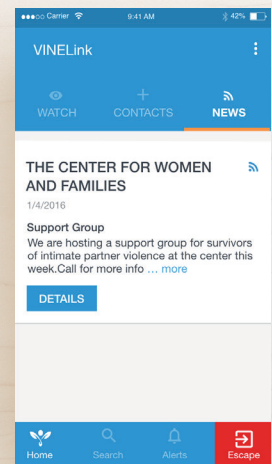 Carrier 9:41 AM 42%
VINELink
WATCH CONTACTS NEWS
THE CENTER FOR WOMEN
AND FAMILIES
1/4/2016
Support Group
We are hosting a support group for survivors
of intimate partner violence at the center this
week.Call for more info ... more
DETAILS
Home Search Alerts Escape